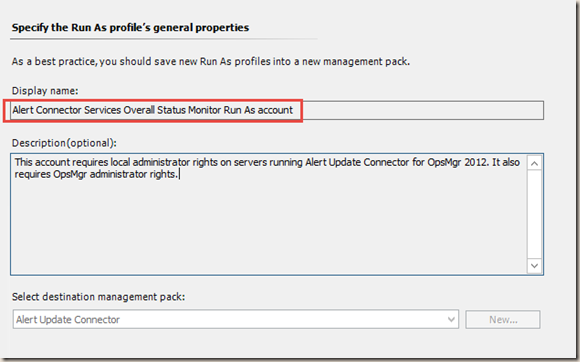 Specify the Run As profile's general properties
As a best practice, you should save new Run As profiles into a new management pack.
Display name:
Alert Connector Services Overall Status Monitor Run As account
Description(optional):
This account requires local administrator rights on servers running Alert Update Connector for OpsMgr 2012. It also
requires OpsMgr administrator rights.
Select destination management pack:
Alert Update Connector
New...